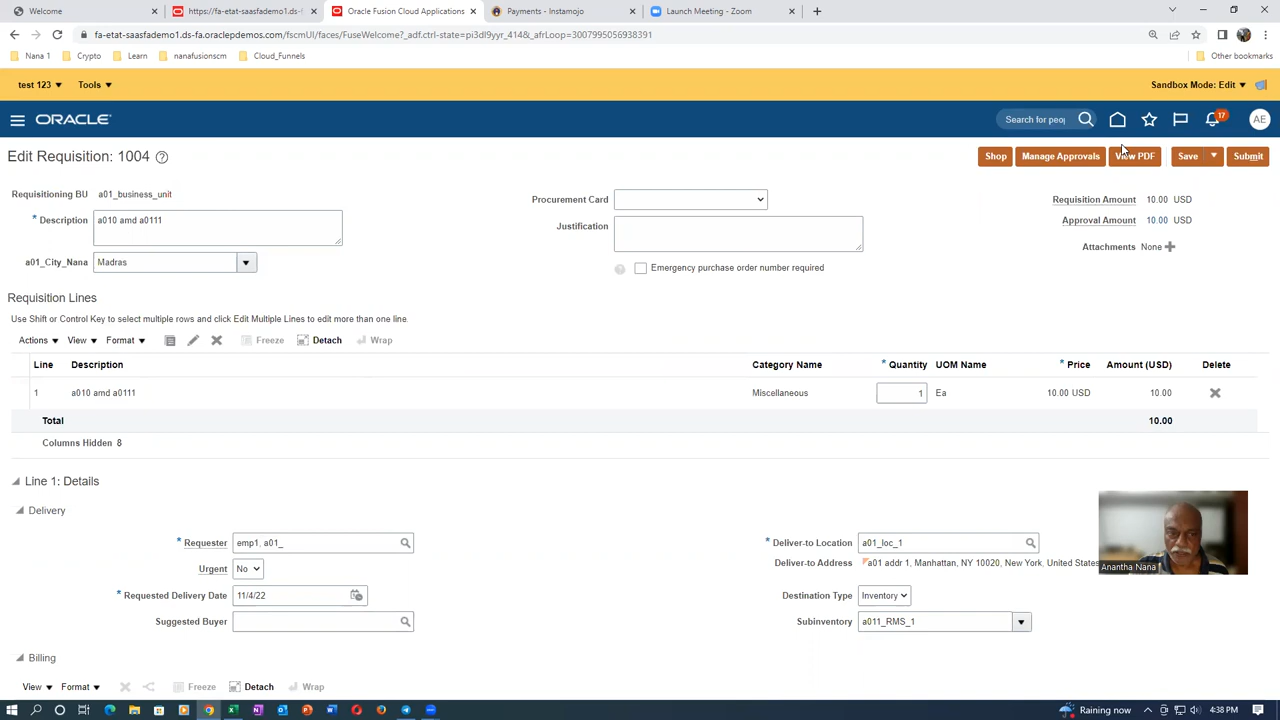 Welcome
https://fa-etat-saasfademo1.ds-f
Oracle Fusion Cloud Applications
Payments - Instamojo
Launch Meeting - Zoom
fa-etat-saasfademo1.ds-fa.oraclepdemos.com/fscmUI/faces/FuseWelcome?_adf.ctrl-state=pi3dl9yyr_414&_afrLoop=30079950569383​91
Nana 1 Crypto Learn nanafusionscm Cloud_Funnels Other bookmarks
test 123 Tools Sandbox Mode: Edit
ORACLE Search for peop 17 AE
Edit Requisition: 1004 Shop Manage Approvals View PDF Save Submit
Requisitioning BU a01_business_unit
Procurement Card
Requisition Amount 10.00 USD
* Description a010 amd a0111
Justification
Approval Amount 10.00 USD
Attachments None
a01_City_Nana Madras
Emergency purchase order number required
Requisition Lines
Use Shift or Control Key to select multiple rows and click Edit Multiple Lines to edit more than one line.
Actions View Format Freeze Detach Wrap
Line Description Category Name * Quantity UOM Name * Price Amount (USD) Delete
1 a010 amd a0111 Miscellaneous 1 Ea 10.00 USD 10.00
Total 10.00
Columns Hidden 8
Line 1: Details
Delivery
* Requester emp1, a01_
* Deliver-to Location a01_loc_1
Urgent No
Deliver-to Address a01 addr 1, Manhattan, NY 10020, New York, United States
Anantha Nana
* Requested Delivery Date 11/4/22
Destination Type Inventory
Suggested Buyer
Subinventory a011_RMS_1
Billing
View Format Freeze Detach Wrap
Raining now 4:38 PM